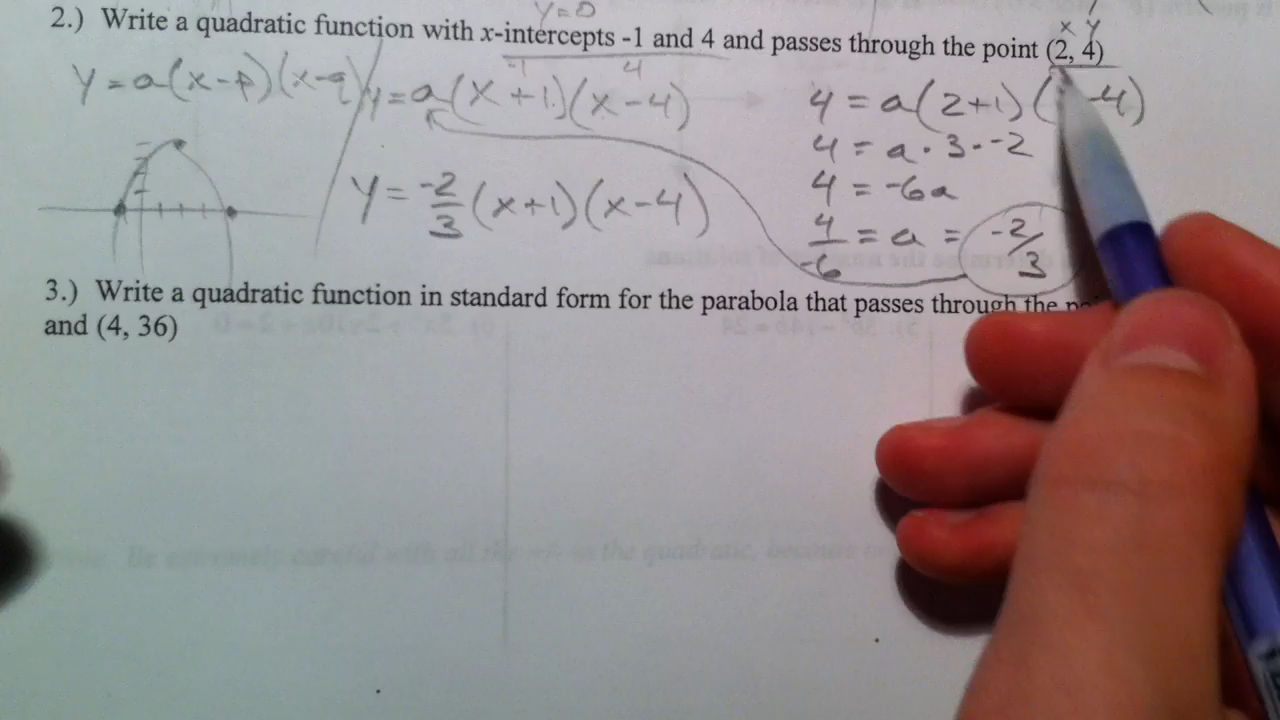 y=0
2.) Write a quadratic function with x-intercepts -1 and 4 and passes through the point (2, 4)
x y
y = a(x-p)(x-q)
-1 4
y = a(x+1)(x-4)
y = -2/3 (x+1)(x-4)
4 = a(2+1)( -4)
4 = a · 3 · -2
4 = -6a
4/-6 = a = -2/3
3.) Write a quadratic function in standard form for the parabola that passes through the
and (4, 36)